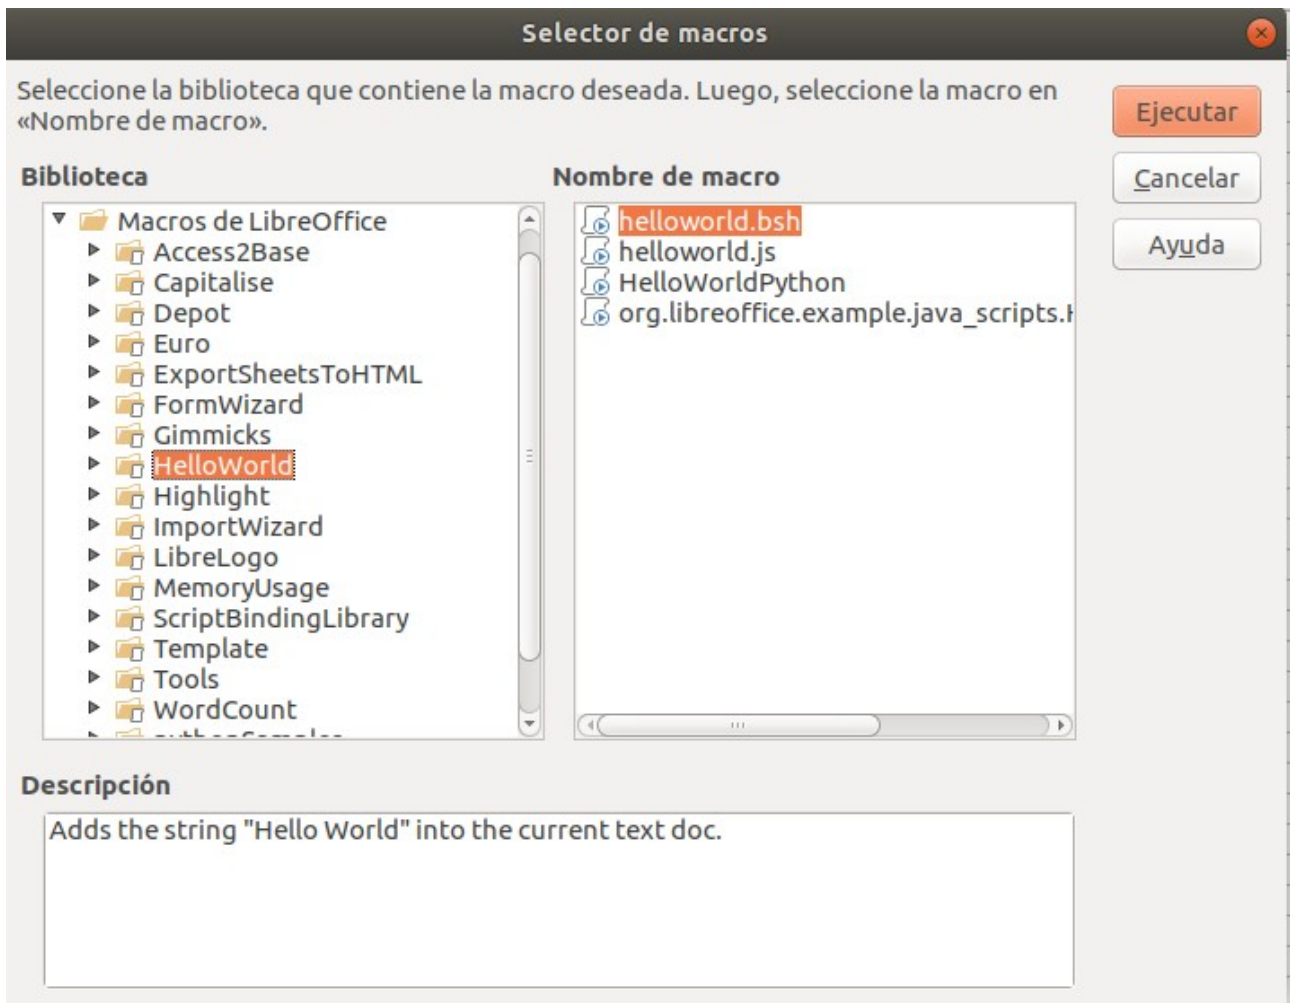 Selector de macros
Seleccione la biblioteca que contiene la macro deseada. Luego, seleccione la macro en
«Nombre de macro».
Ejecutar
Cancelar
Ayuda
Biblioteca
Macros de LibreOffice
Access2Base
Capitalise
Depot
Euro
ExportSheetsToHTML
FormWizard
Gimmicks
HelloWorld
Highlight
ImportWizard
LibreLogo
MemoryUsage
ScriptBindingLibrary
Template
Tools
WordCount
Nombre de macro
helloworld.bsh
helloworld.js
HelloWorldPython
org.libreoffice.example.java_scripts.H
Descripción
Adds the string "Hello World" into the current text doc.